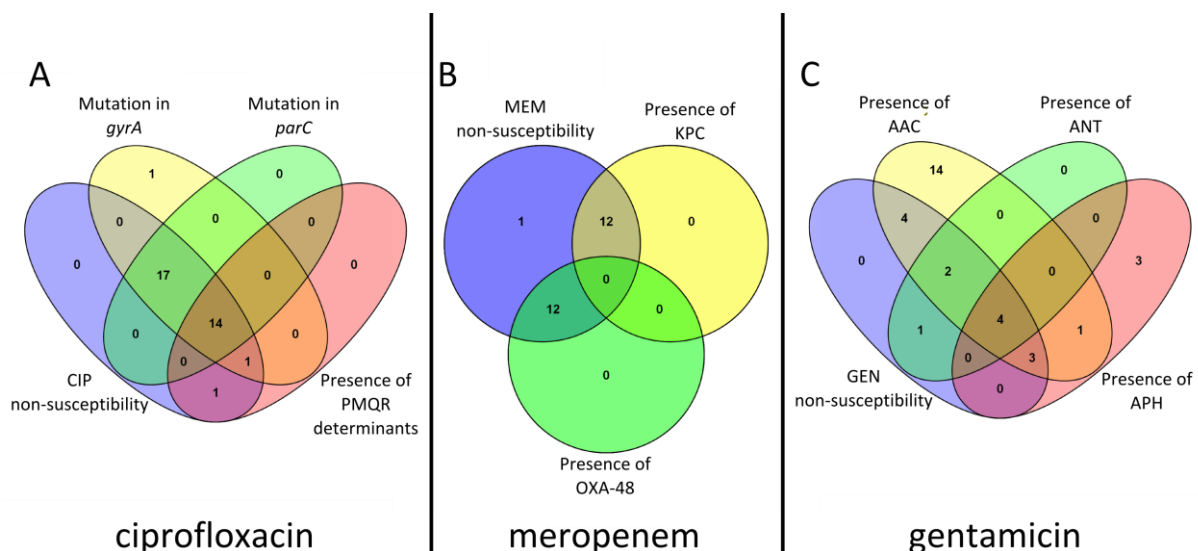 A
Mutation in
gyrA
Mutation in
parC
1
0
0
0
0
0
17
0
0
14
0
0
0
1
1
CIP
non-susceptibility
Presence of
PMQR
determinants
ciprofloxacin
B
MEM
non-susceptibility
Presence of
KPC
1
12
0
0
12
0
0
Presence of
OXA-48
meropenem
C
Presence of
AAC
Presence of
ANT
14
0
4
0
0
0
2
0
3
1
4
1
0
3
0
GEN
non-susceptibility
Presence of
APH
gentamicin